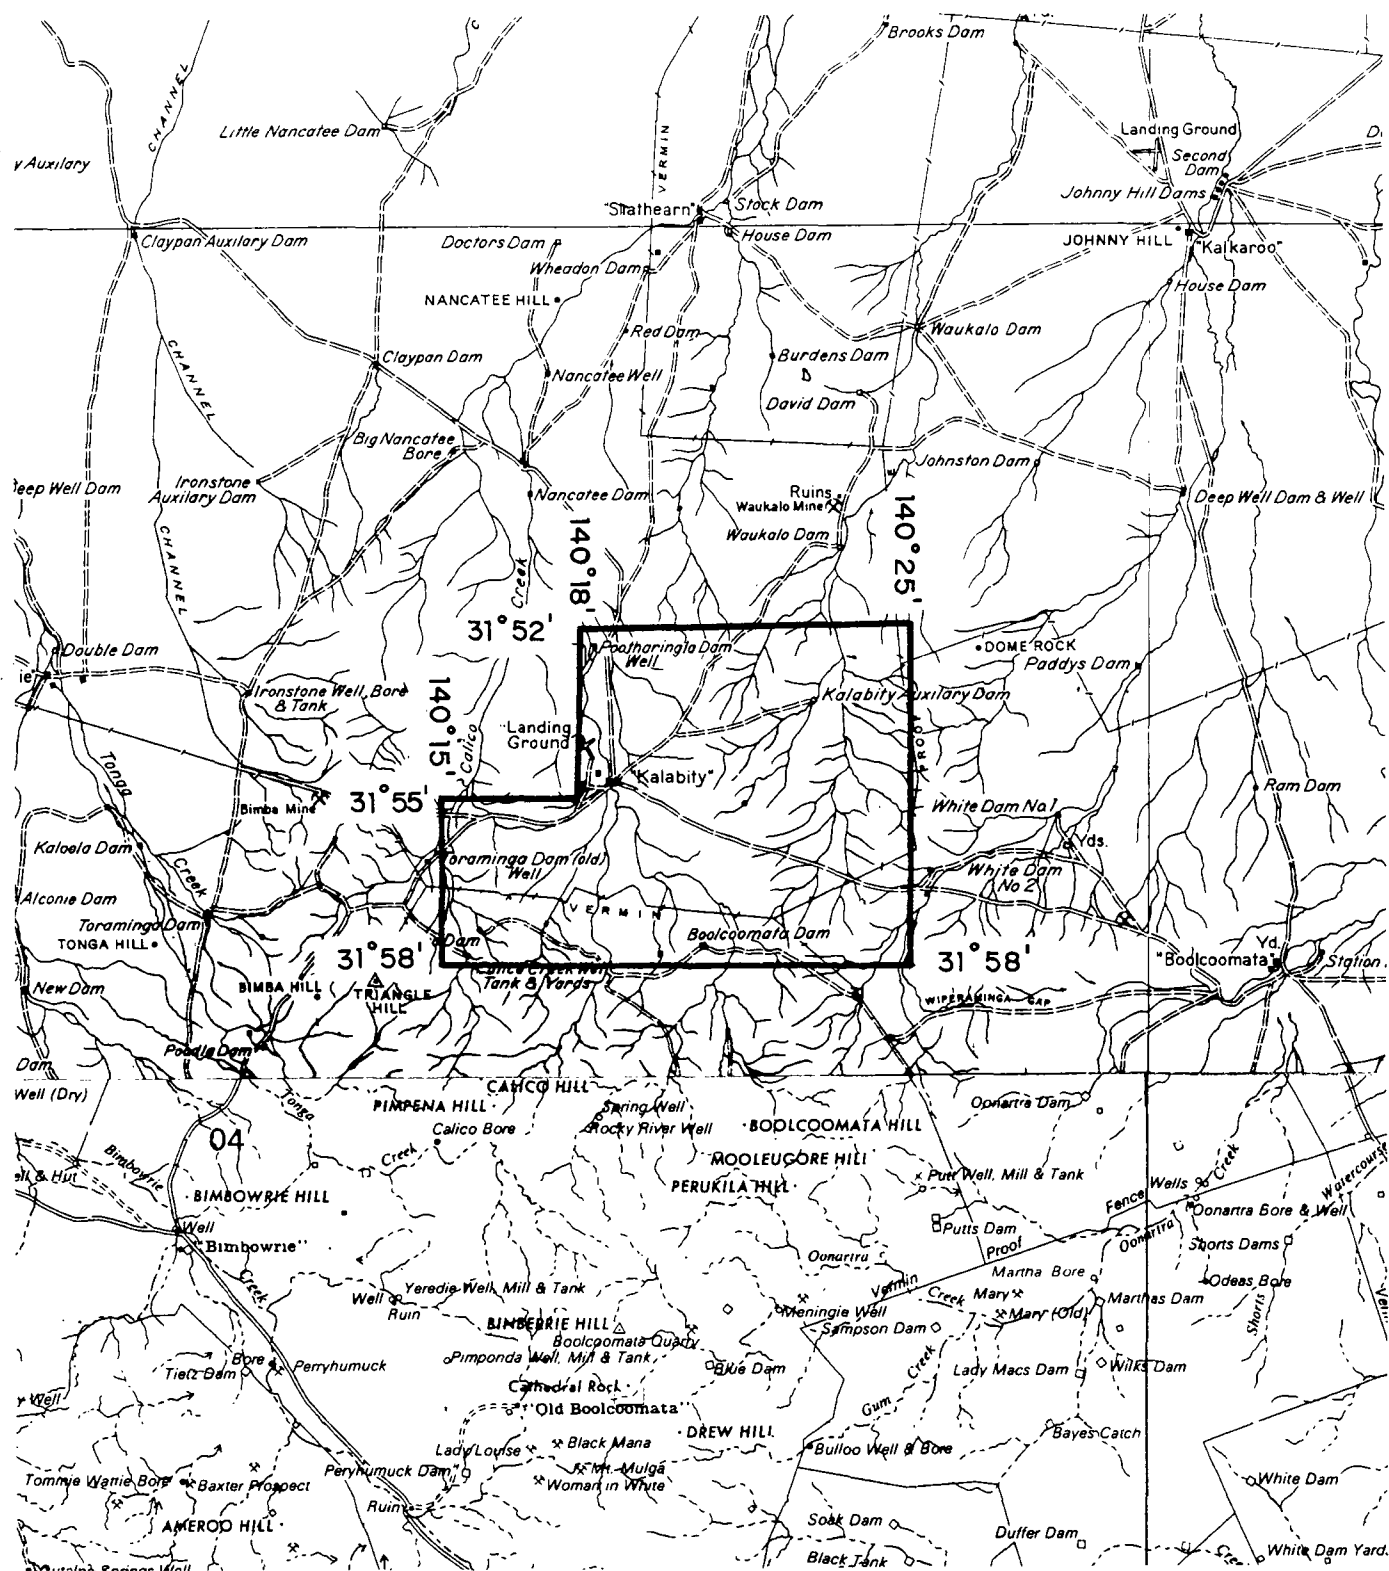 Brooks Dam
CHANNEL
Little Nancatee Dam
VERMIN
Landing Ground
Second
Dam
y Auxilary
Johnny Hill Dams
"Strathearn"
Stock Dam
Claypan Auxilary Dam
Doctors Dam
House Dam
JOHNNY HILL
"Kalkaroo"
Wheadon Dam
House Dam
NANCATEE HILL
Red Dam
Waukalo Dam
CHANNEL
Claypan Dam
Burdens Dam
Nancatee Well
D
David Dam
Big Nancatee
Bore
Johnston Dam
Deep Well Dam
Ironstone
Auxilary Dam
Nancatee Dam
Ruins
Waukalo Mine
Deep Well Dam & Well
CHANNEL
Waukalo Dam
140°18'
140°25'
Creek
31°52'
Double Dam
Pootharingla Dam
Well
DOME ROCK
Paddys Dam
ie
Ironstone Well, Bore
& Tank
140°15'
Kalabity Auxilary Dam
Calico
"Landing
Ground"
PROOF
Tonga
"Kalabity"
Ram Dam
Bimba Mine
31°55'
White Dam No.1
Kaloela Dam
Creek
Toraminga Dam (old)
Well
Yds.
White Dam
No 2
Alconie Dam
VERMIN
Toraminga Dam
TONGA HILL
Dam
Boolcoomata Dam
Yd.
31°58'
31°58'
"Boolcoomata"
Station
Calico Creek Well
Tank & Yards
New Dam
BIMBA HILL
TRIANGLE
HILL
WIPERAMINGA GAP
Poodla Dam
Dam
Well (Dry)
CALICO HILL
Tonga
PIMPENA HILL
Spring Well
Rocky River Well
Oonartra Dam
04
Calico Bore
BOOLCOOMATA HILL
Bimbowrie
Creek
MOOLEUGORE HILL
Creek
ell & Hut
BIMBOWRIE HILL
PERUKILA HILL
Putt Well, Mill & Tank
Wells
Watercourse
Fence
Oonartra Bore & Well
Well
Putts Dam
"Bimbowrie"
Proof
Oonartra
Shorts Dams
Oonartra
Martha Bore
Creek
Yeredie Well, Mill & Tank
Vermin
Odeas Bore
Well
Ruin
Creek
Mary
Marthas Dam
Meningie Well
Mary (Old)
Shorts
BINBERRIE HILL
Sampson Dam
Boolcoomata Quarry
Bore
Perryhumuck
Pimponda Well, Mill & Tank
Blue Dam
Creek
Lady Macs Dam
Wilks Dam
Tietz Dam
Cathedral Rock
y Well
"Old Boolcoomata"
Gum
DREW HILL
Bayes Catch
Lady Louise
Black Mana
Bulloo Well & Bore
Peryhumuck Dam
Mt. Mulga
Tommie Wattie Bore
Baxter Prospect
Woman in White
White Dam
Ruin
AMEROO HILL
Soak Dam
Duffer Dam
Black Tank
White Dam Yard